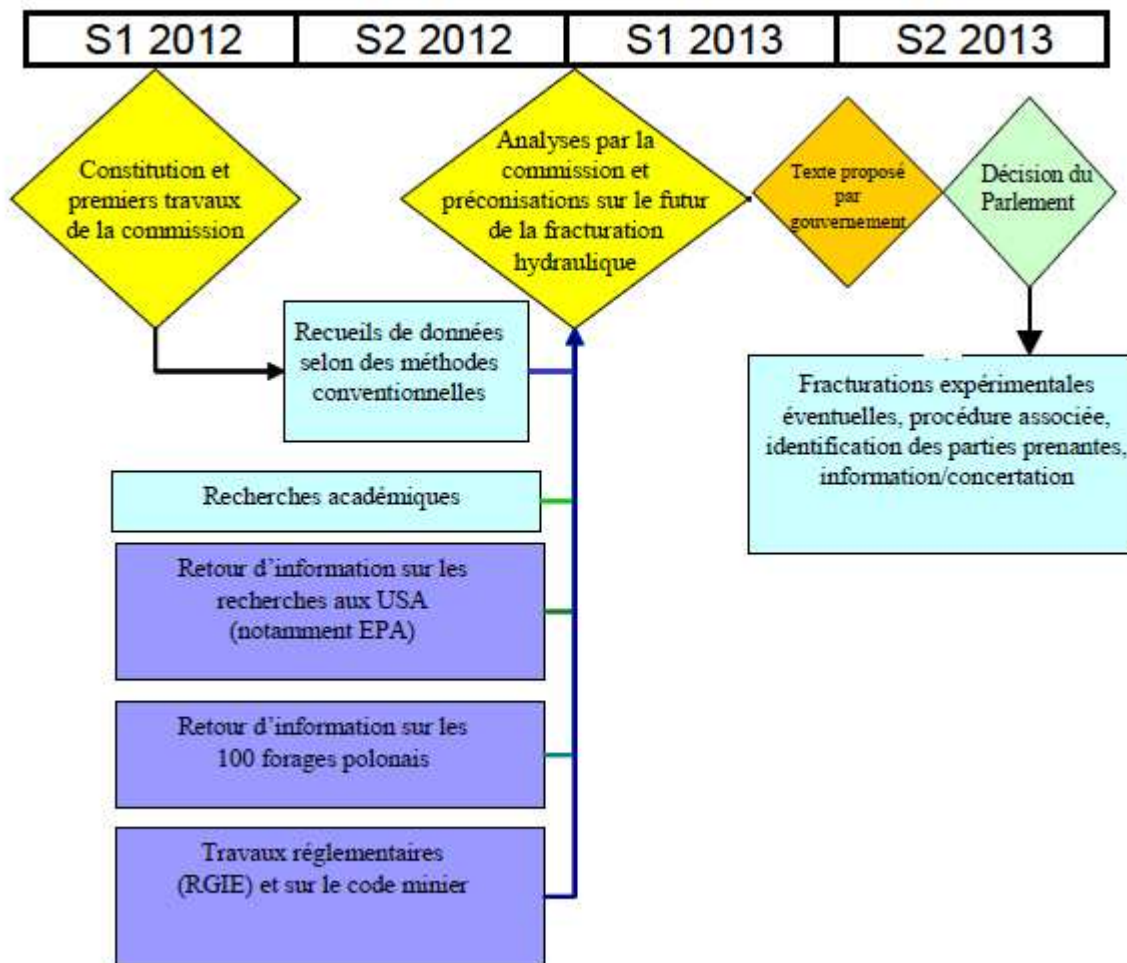 S1 2012 S2 2012 S1 2013 S2 2013
Constitution et
premiers travaux
de la commission
Analyses par la
commission et
préconisations sur le futur
de la fracturation
hydraulique
Texte proposé
par
gouvernement
Décision du
Parlement
Recueils de données
selon des méthodes
conventionnelles
Fracturations expérimentales
éventuelles, procédure associée,
identification des parties prenantes,
information/concertation
Recherches académiques
Retour d’information sur les
recherches aux USA
(notamment EPA)
Retour d’information sur les
100 forages polonais
Travaux réglementaires
(RGIE) et sur le code minier